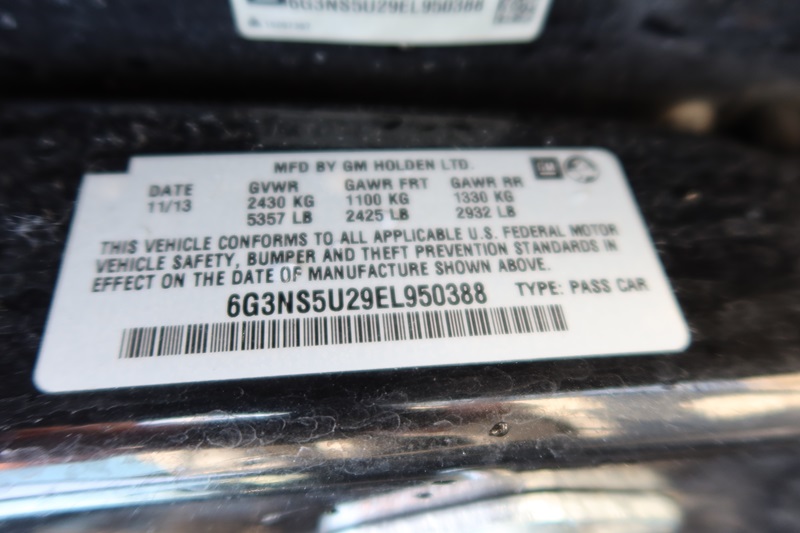 6G3NS5U29EL950388
MFD BY GM HOLDEN LTD.
GM
DATE GVWR GAWR FRT GAWR RR
11/13 2430 KG 1100 KG 1330 KG
5357 LB 2425 LB 2932 LB
THIS VEHICLE CONFORMS TO ALL APPLICABLE U.S. FEDERAL MOTOR
VEHICLE SAFETY, BUMPER AND THEFT PREVENTION STANDARDS IN
EFFECT ON THE DATE OF MANUFACTURE SHOWN ABOVE.
6G3NS5U29EL950388 TYPE: PASS CAR